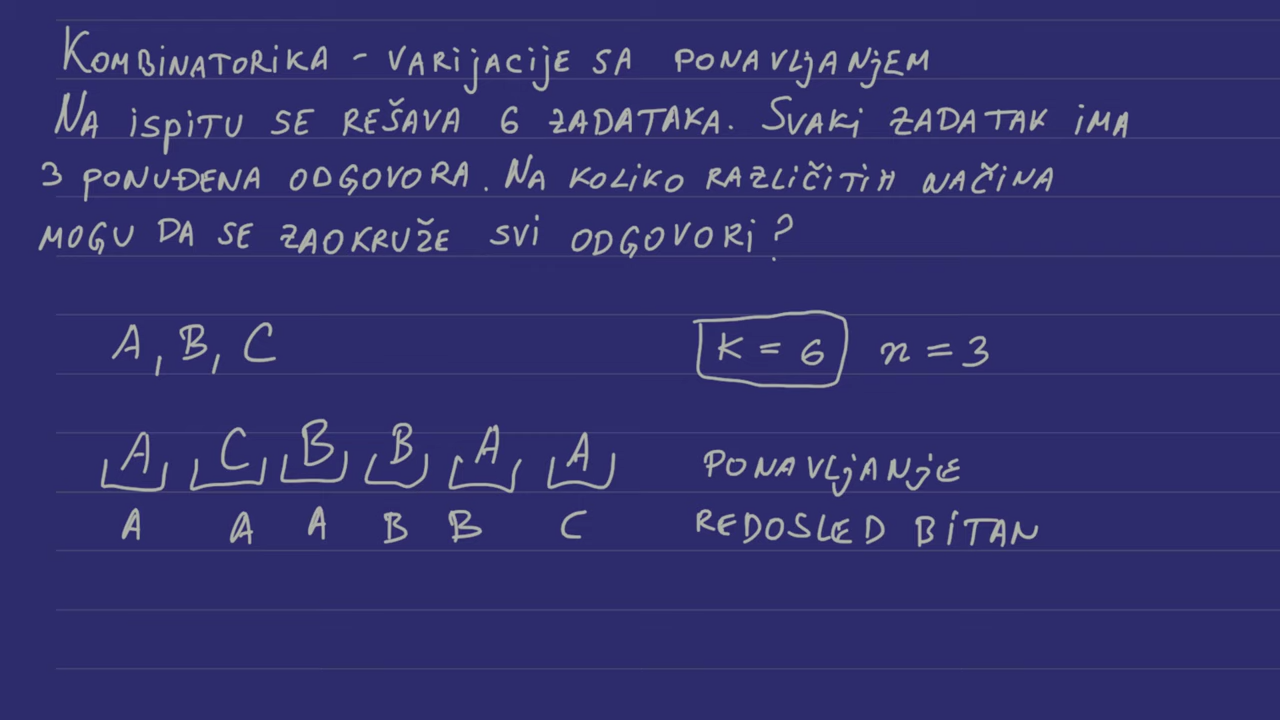 KOMBINATORIKA - VARIJACIJE SA PONAVLJANJEM
NA ISPITU SE REŠAVA 6 ZADATAKA. SVAKI ZADATAK IMA
3 PONUĐENA ODGOVORA. NA KOLIKO RAZLIČITIH NAČINA
MOGU DA SE ZAOKRUŽE SVI ODGOVORI?
A, B, C
K = 6 n = 3
A C B B A A PONAVLJANJE
A A A B B C REDOSLED BITAN